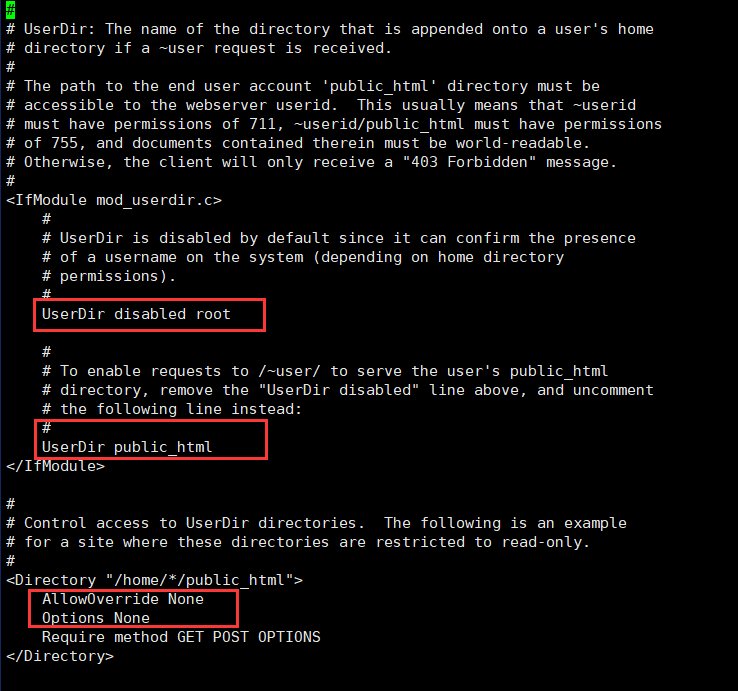 #
# UserDir: The name of the directory that is appended onto a user's home
# directory if a ~user request is received.
#
# The path to the end user account 'public_html' directory must be
# accessible to the webserver userid.  This usually means that ~userid
# must have permissions of 711, ~userid/public_html must have permissions
# of 755, and documents contained therein must be world-readable.
# Otherwise, the client will only receive a "403 Forbidden" message.
#
<IfModule mod_userdir.c>
    #
    # UserDir is disabled by default since it can confirm the presence
    # of a username on the system (depending on home directory
    # permissions).
    #
    UserDir disabled root
    #
    # To enable requests to /~user/ to serve the user's public_html
    # directory, remove the "UserDir disabled" line above, and uncomment
    # the following line instead:
    #
    UserDir public_html
</IfModule>
#
# Control access to UserDir directories.  The following is an example
# for a site where these directories are restricted to read-only.
#
<Directory "/home/*/public_html">
    AllowOverride None
    Options None
    Require method GET POST OPTIONS
</Directory>